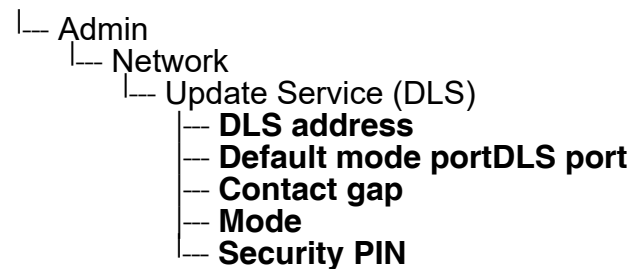 |--- Admin
|--- Network
|--- Update Service (DLS)
|--- DLS address
|--- Default mode portDLS port
|--- Contact gap
|--- Mode
|--- Security PIN